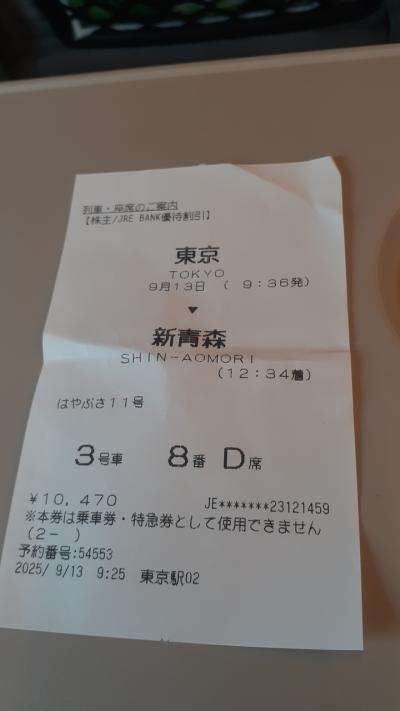 列車・座席のご案内
【株主/JRE BANK優待割引】
東京
TOKYO
9月13日 ( 9:36発)
▼
新青森
SHIN-AOMORI
(12:34着)
はやぶさ11号
3号車 8番 D席
¥10,470 JE*******23121459
※本券は乗車券・特急券として使用できません
(2- )
予約番号:54553
2025/ 9/13 9:25 東京駅02